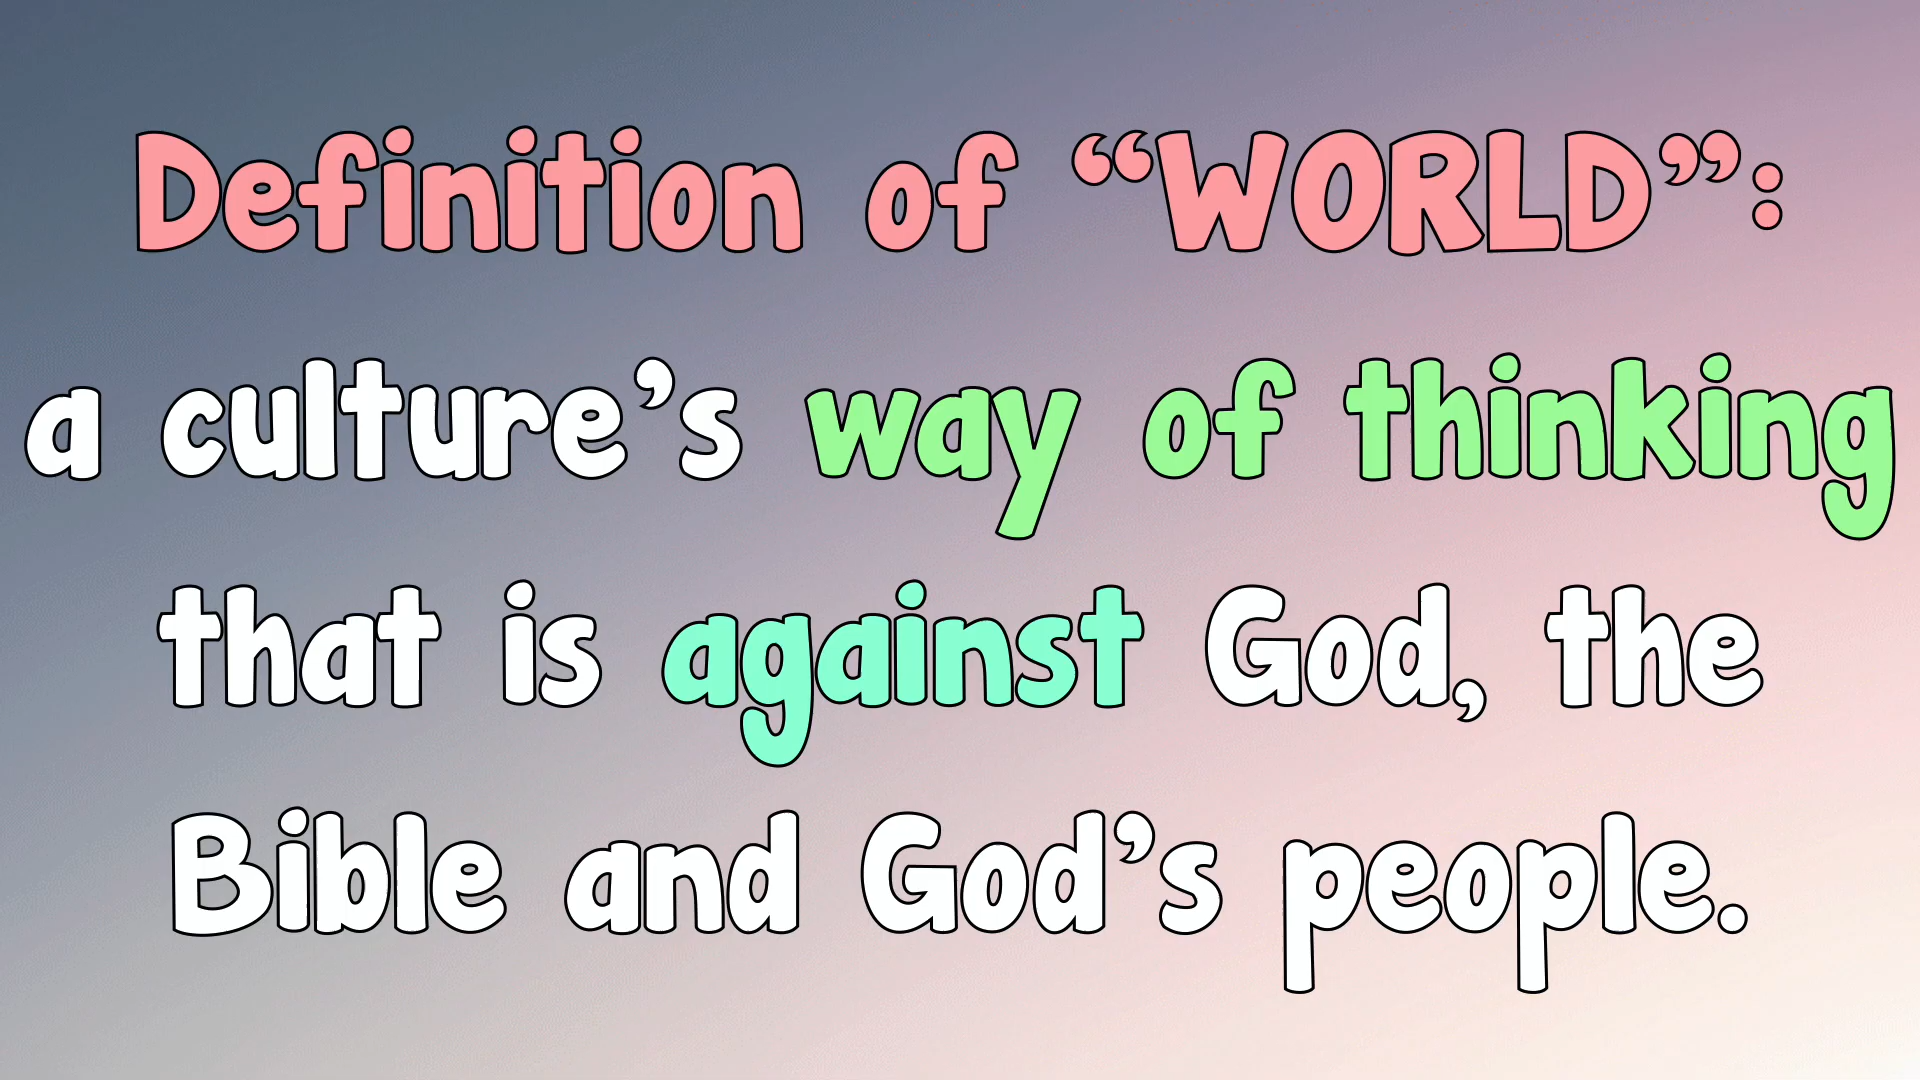 Definition of “WORLD”:
a culture’s way of thinking
that is against God, the
Bible and God’s people.